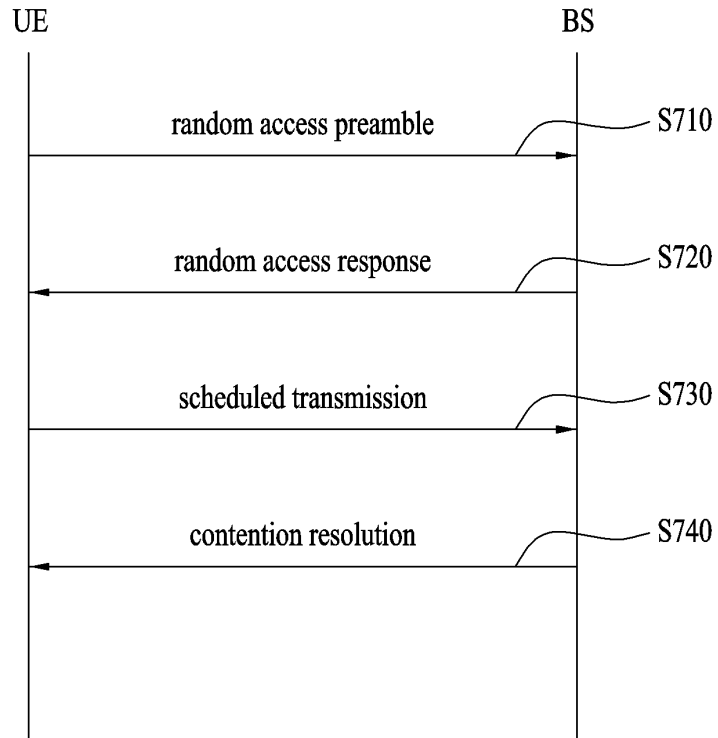 UE
BS
random access preamble
S710
random access response
S720
scheduled transmission
S730
contention resolution
S740